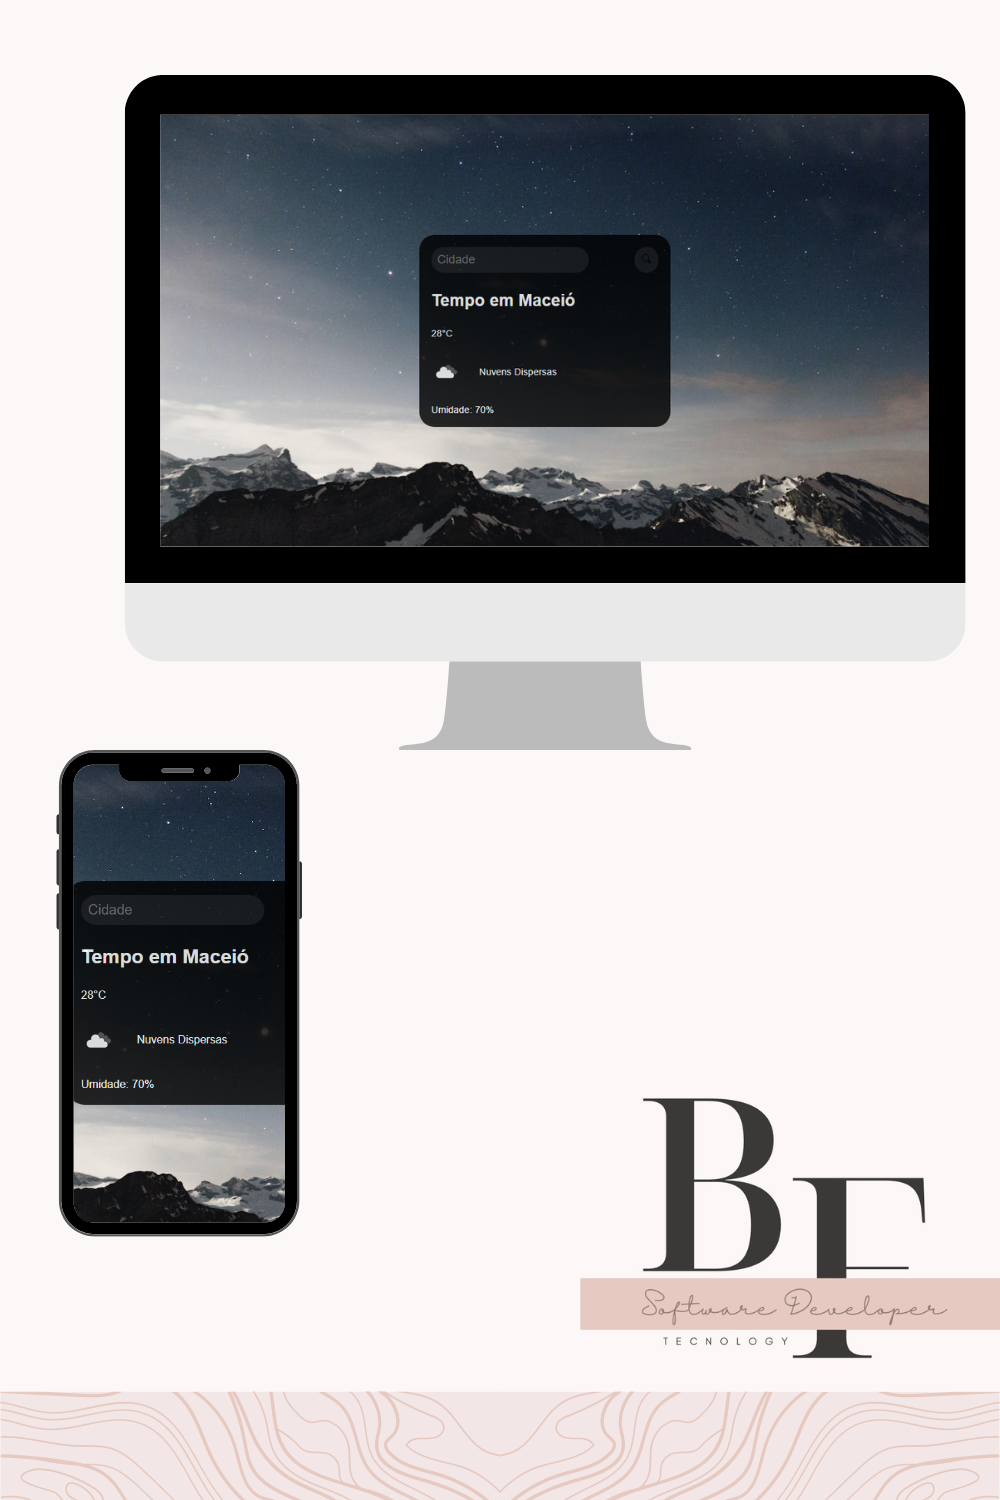 Cidade
Tempo em Maceió
28°C
Nuvens Dispersas
Umidade: 70%
Cidade
Tempo em Maceió
28°C
Nuvens Dispersas
Umidade: 70%
BF
Software Developer
TECNOLOGY